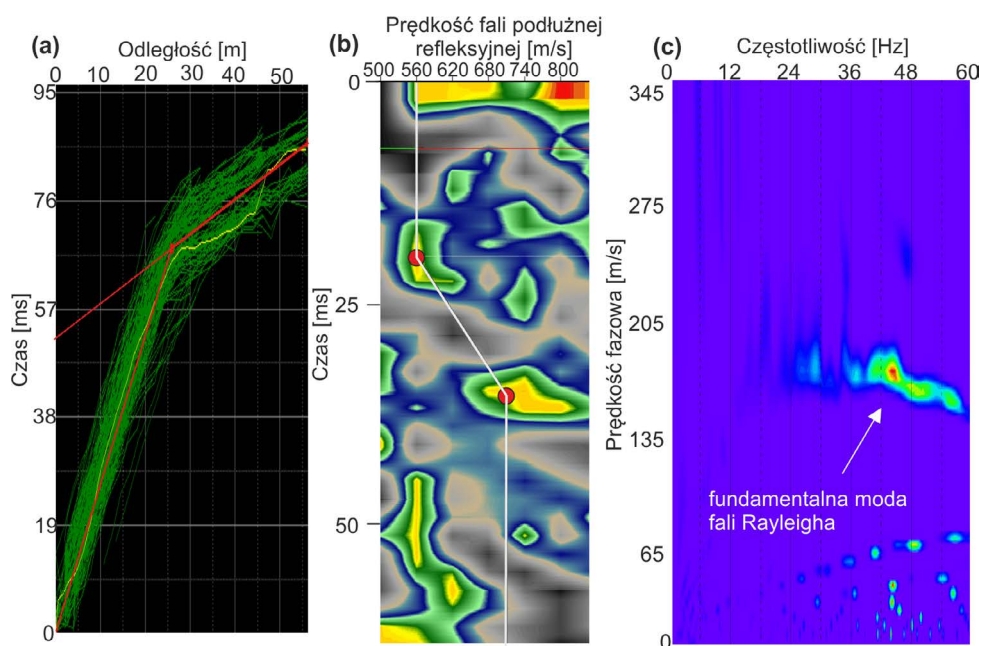 (a)
Odległość [m]
0 10 20 30 40 50
95
76
57
38
19
0
Czas [ms]
(b)
Prędkość fali podłużnej
refleksyjnej [m/s]
500 560 620 680 740 800
0
25
50
Czas [ms]
(c)
Częstotliwość [Hz]
0 12 24 36 48 60
345
275
205
135
65
0
Prędkość fazowa [m/s]
fundamentalna moda
fali Rayleigha